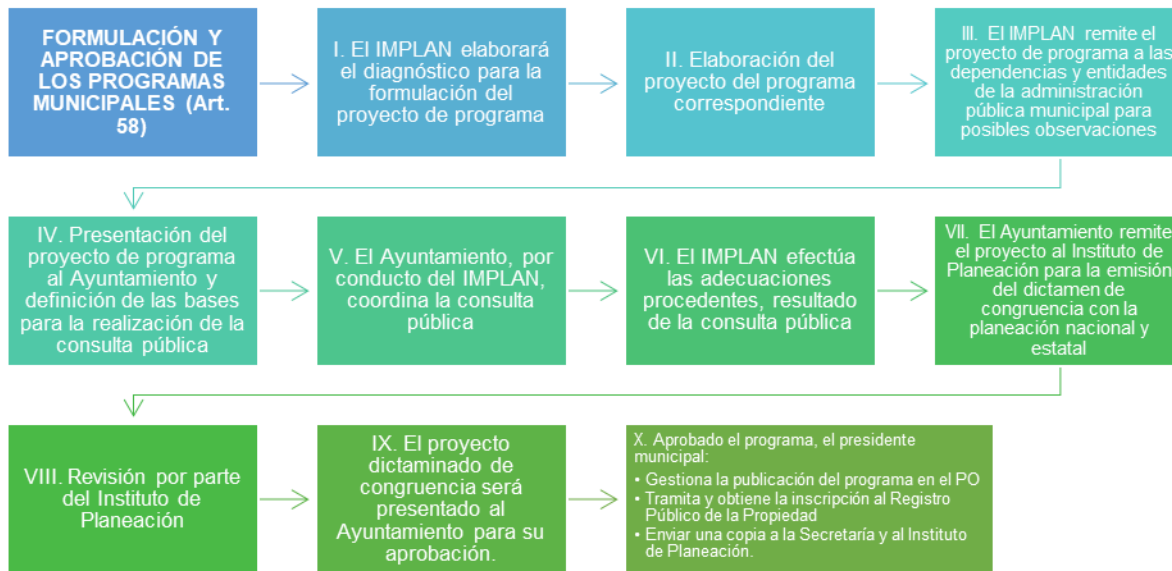 FORMULACIÓN Y
APROBACIÓN DE
LOS PROGRAMAS
MUNICIPALES (Art.
58)
I. El IMPLAN elaborará
el diagnóstico para la
formulación del
proyecto de programa
II. Elaboración del
proyecto del programa
correspondiente
III. El IMPLAN remite el
proyecto de programa a las
dependencias y entidades
de la administración
pública municipal para
posibles observaciones
IV. Presentación del
proyecto de programa
al Ayuntamiento y
definición de las bases
para la realización de la
consulta pública
V. El Ayuntamiento, por
conducto del IMPLAN,
coordina la consulta
pública
VI. El IMPLAN efectúa
las adecuaciones
procedentes, resultado
de la consulta pública
VII. El Ayuntamiento remite
el proyecto al Instituto de
Planeación para la emisión
del dictamen de
congruencia con la
planeación nacional y
estatal
VIII. Revisión por parte
del Instituto de
Planeación
IX. El proyecto
dictaminado de
congruencia será
presentado al
Ayuntamiento para su
aprobación.
X. Aprobado el programa, el presidente
municipal:
• Gestiona la publicación del programa en el PO
• Tramita y obtiene la inscripción al Registro
Público de la Propiedad
• Enviar una copia a la Secretaría y al Instituto
de Planeación.